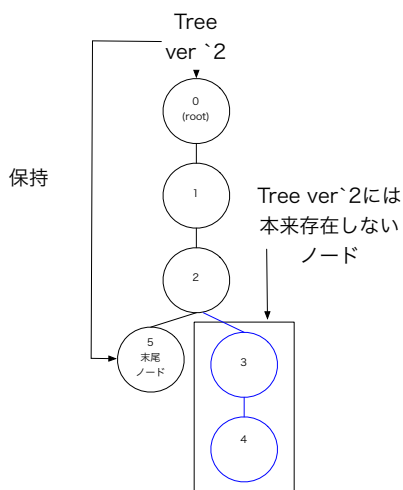 Tree
ver `2
0
(root)
1
保持
Tree ver`2には
本来存在しない
ノード
2
5
末尾
ノード
3
4